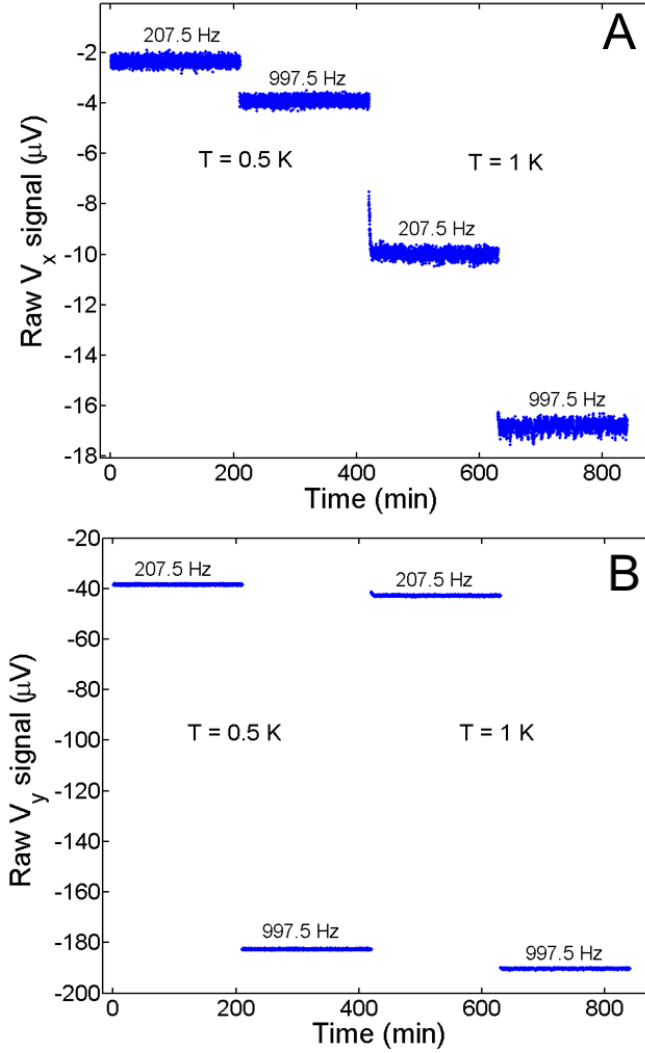 A
207.5 Hz
-2
997.5 Hz
-4
T = 0.5 K
T = 1 K
-6
-8
207.5 Hz
-10
-12
-14
997.5 Hz
-16
-18
Raw V_x signal (μV)
0 200 400 600 800
Time (min)
-20
B
207.5 Hz
207.5 Hz
-40
-60
-80
T = 0.5 K
T = 1 K
-100
-120
-140
-160
997.5 Hz
-180
997.5 Hz
-200
Raw V_y signal (μV)
0 200 400 600 800
Time (min)